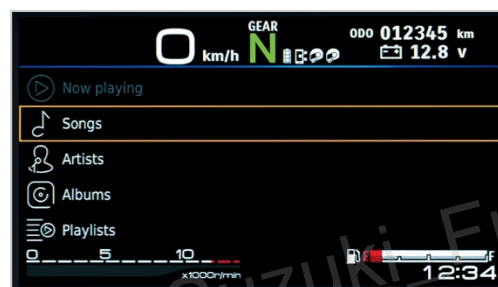 GEAR
0 km/h N
ODO 012345 km
12.8 V
Now playing
Songs
Artists
Albums
Playlists
0 5 10
x1000r/min
E F
12:34
Suzuki_